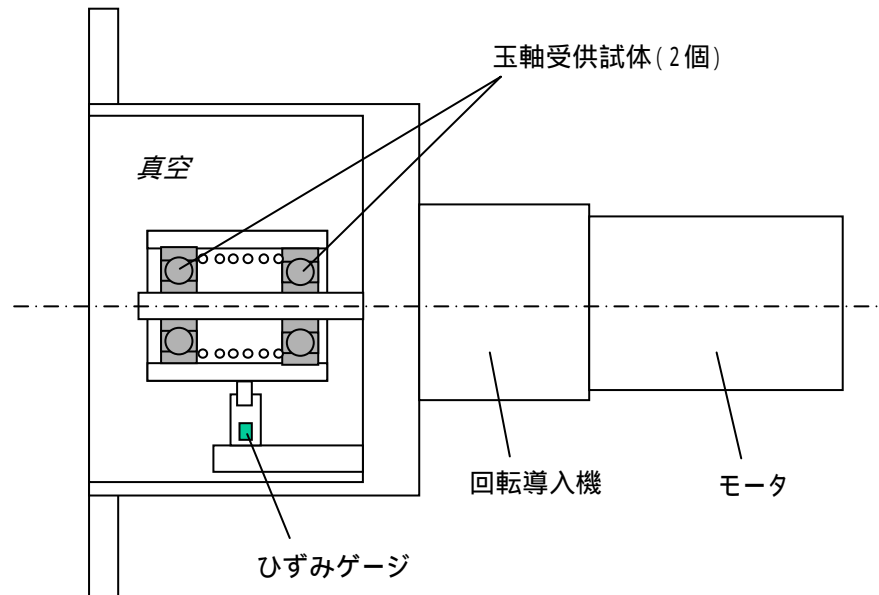 玉軸受供試体(2個)
真空
回転導入機
モータ
ひずみゲージ